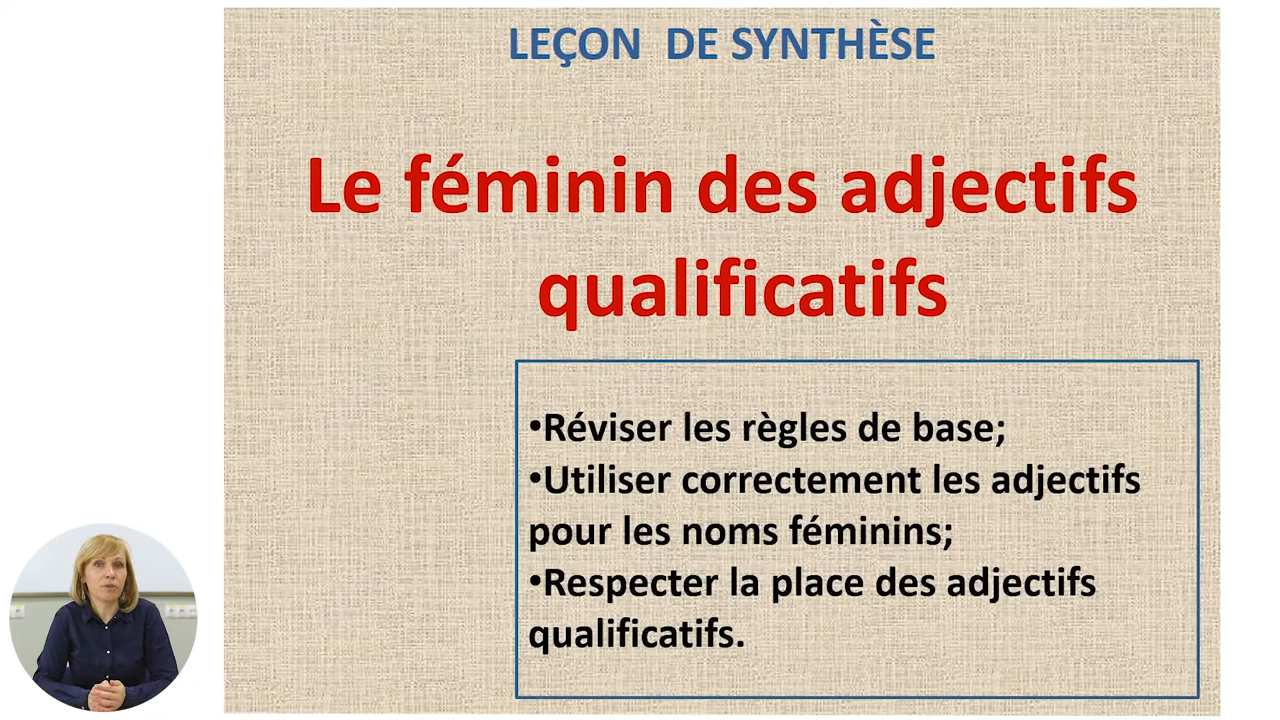 LEÇON  DE SYNTHÈSE
Le féminin des adjectifs
qualificatifs
•Réviser les règles de base;
•Utiliser correctement les adjectifs
pour les noms féminins;
•Respecter la place des adjectifs
qualificatifs.